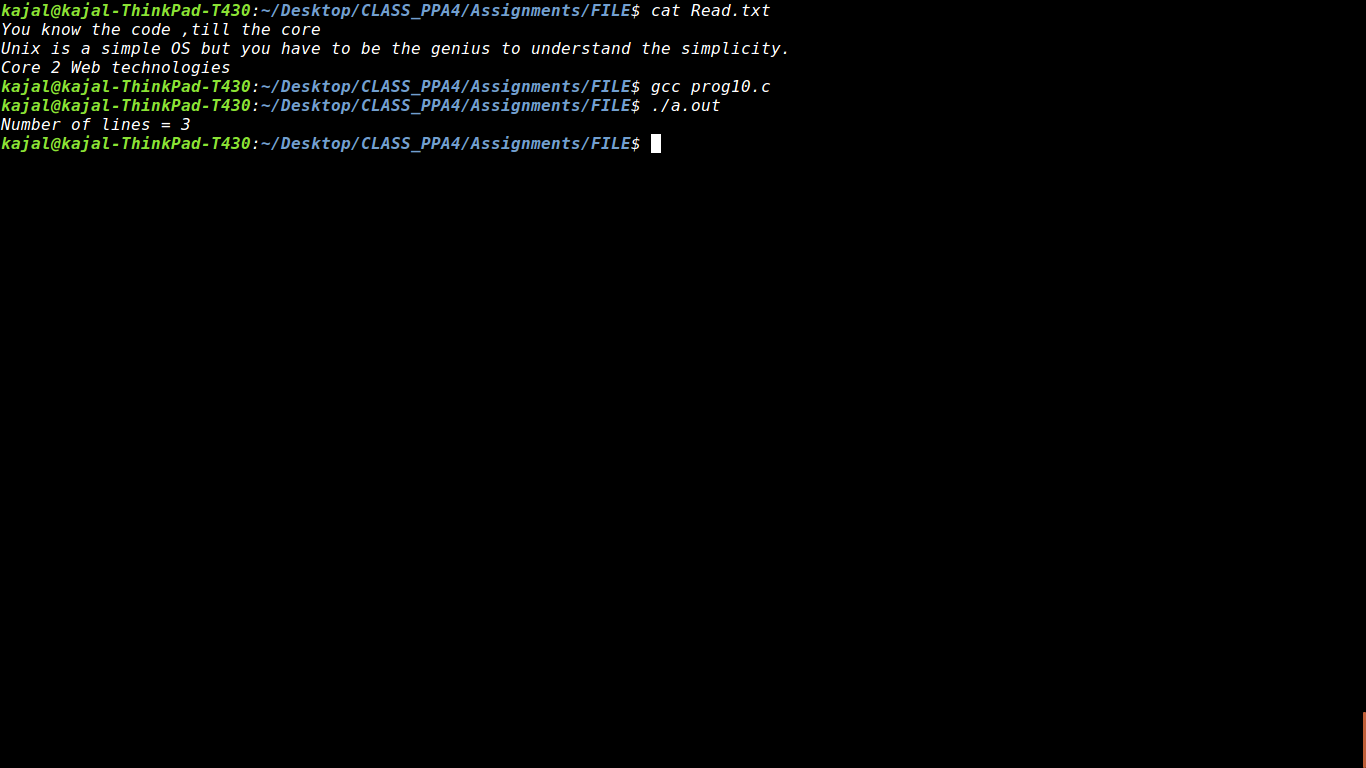 kajal@kajal-ThinkPad-T430:~/Desktop/CLASS_PPA4/Assignments/FILE$ cat Read.txt
You know the code ,till the core
Unix is a simple OS but you have to be the genius to understand the simplicity.
Core 2 Web technologies
kajal@kajal-ThinkPad-T430:~/Desktop/CLASS_PPA4/Assignments/FILE$ gcc prog10.c
kajal@kajal-ThinkPad-T430:~/Desktop/CLASS_PPA4/Assignments/FILE$ ./a.out
Number of lines = 3
kajal@kajal-ThinkPad-T430:~/Desktop/CLASS_PPA4/Assignments/FILE$